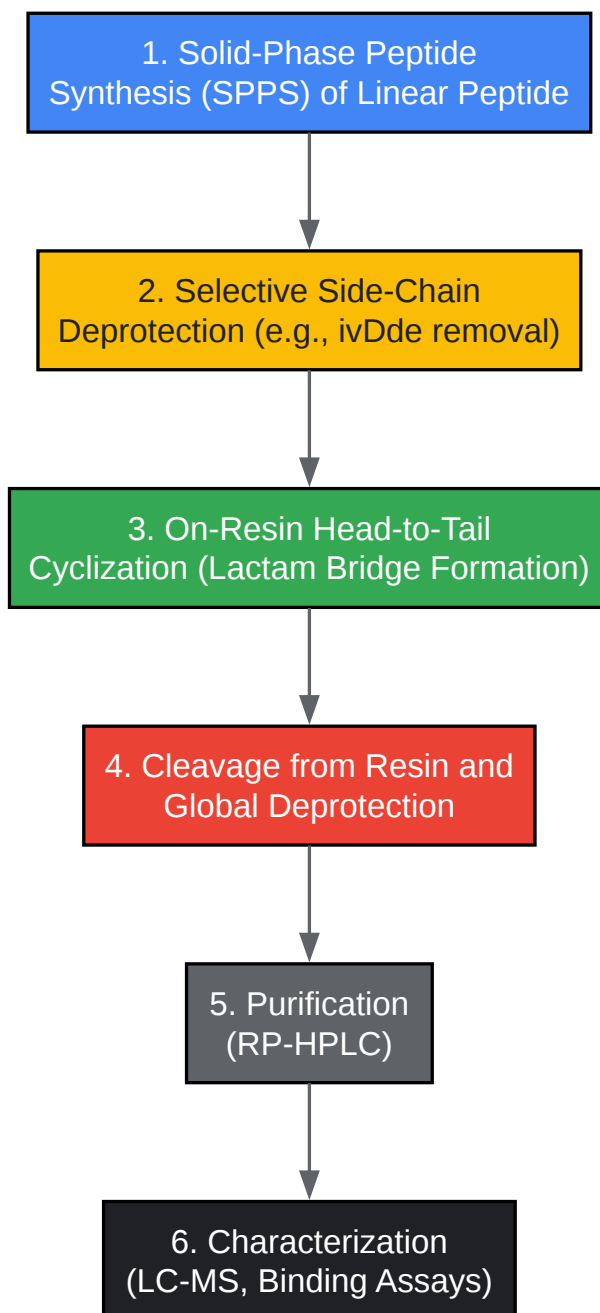 1. Solid-Phase Peptide
Synthesis (SPPS) of Linear Peptide
2. Selective Side-Chain
Deprotection (e.g., ivDde removal)
3. On-Resin Head-to-Tail
Cyclization (Lactam Bridge Formation)
4. Cleavage from Resin and
Global Deprotection
5. Purification
(RP-HPLC)
6. Characterization
(LC-MS, Binding Assays)